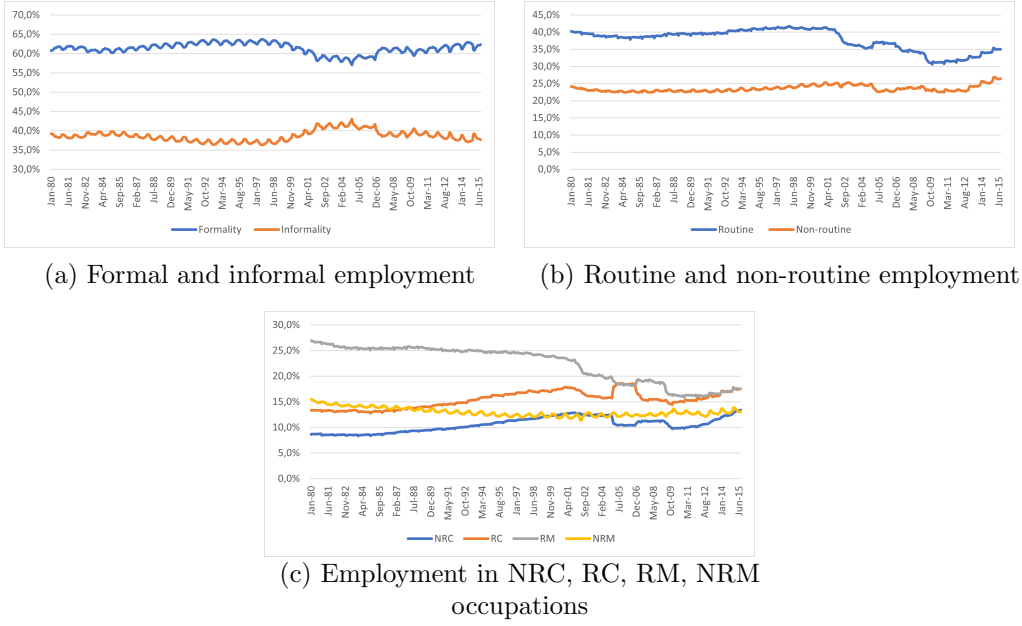 70,0%
65,0%
60,0%
55,0%
50,0%
45,0%
40,0%
35,0%
30,0%
Jan-80 Jun-81 Nov-82 Apr-84 Sep-85 Feb-87 Jul-88 Dec-89 May-91 Oct-92 Mar-94 Aug-95 Jan-97 Jun-98 Nov-99 Apr-01 Sep-02 Feb-04 Jul-05 Dec-06 May-08 Oct-09 Mar-11 Aug-12 Jan-14 Jun-15
Formality Informality
(a) Formal and informal employment
45,0%
40,0%
35,0%
30,0%
25,0%
20,0%
15,0%
10,0%
5,0%
0,0%
Jan-80 Jun-81 Nov-82 Apr-84 Sep-85 Feb-87 Jul-88 Dec-89 May-91 Oct-92 Mar-94 Aug-95 Jan-97 Jun-98 Nov-99 Apr-01 Sep-02 Feb-04 Jul-05 Dec-06 May-08 Oct-09 Mar-11 Aug-12 Jan-14 Jun-15
Routine Non-routine
(b) Routine and non-routine employment
30,0%
25,0%
20,0%
15,0%
10,0%
5,0%
0,0%
Jan-80 Jun-81 Nov-82 Apr-84 Sep-85 Feb-87 Jul-88 Dec-89 May-91 Oct-92 Mar-94 Aug-95 Jan-97 Jun-98 Nov-99 Apr-01 Sep-02 Feb-04 Jul-05 Dec-06 May-08 Oct-09 Mar-11 Aug-12 Jan-14 Jun-15
NRC RC RM NRM
(c) Employment in NRC, RC, RM, NRM
occupations